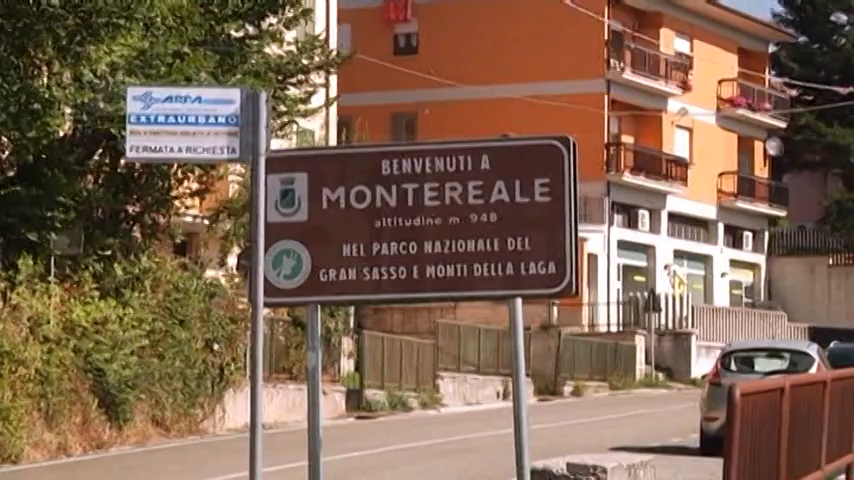 ARPA
EXTRAURBANO
FERMATA A RICHIESTA
BENVENUTI A
MONTEREALE
altitudine m. 948
NEL PARCO NAZIONALE DEL
GRAN SASSO E MONTI DELLA LAGA